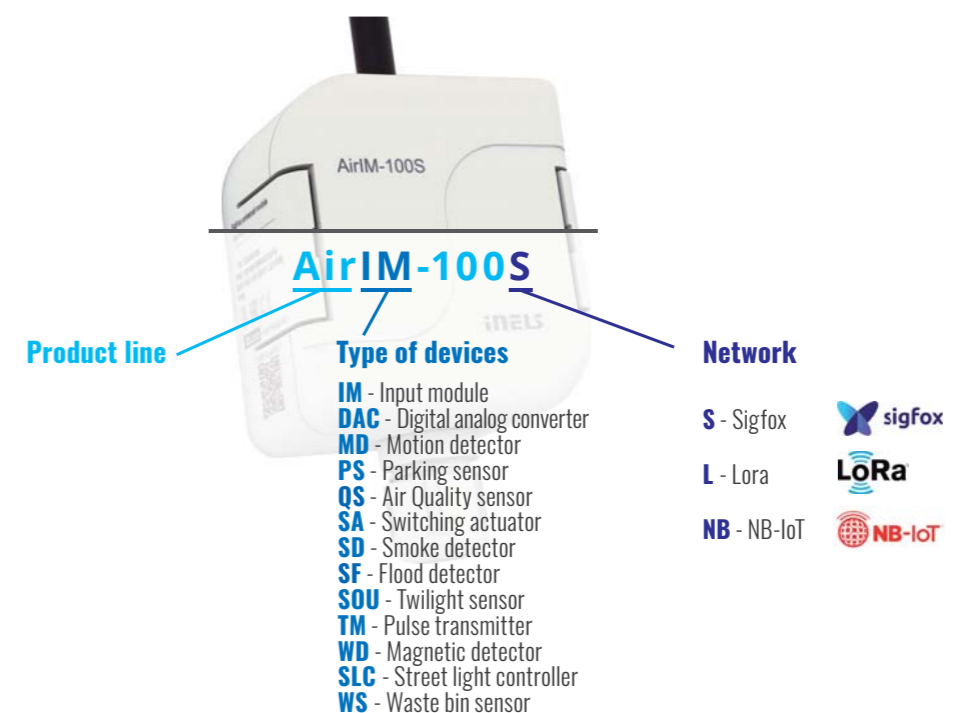 AirIM-100S
AirIM-100S
iNELS
Product line
Type of devices
IM - Input module
DAC - Digital analog converter
MD - Motion detector
PS - Parking sensor
QS - Air Quality sensor
SA - Switching actuator
SD - Smoke detector
SF - Flood detector
SOU - Twilight sensor
TM - Pulse transmitter
WD - Magnetic detector
SLC - Street light controller
WS - Waste bin sensor
Network
S - Sigfox
sigfox
L - Lora
LoRa
NB - NB-IoT
NB-IoT